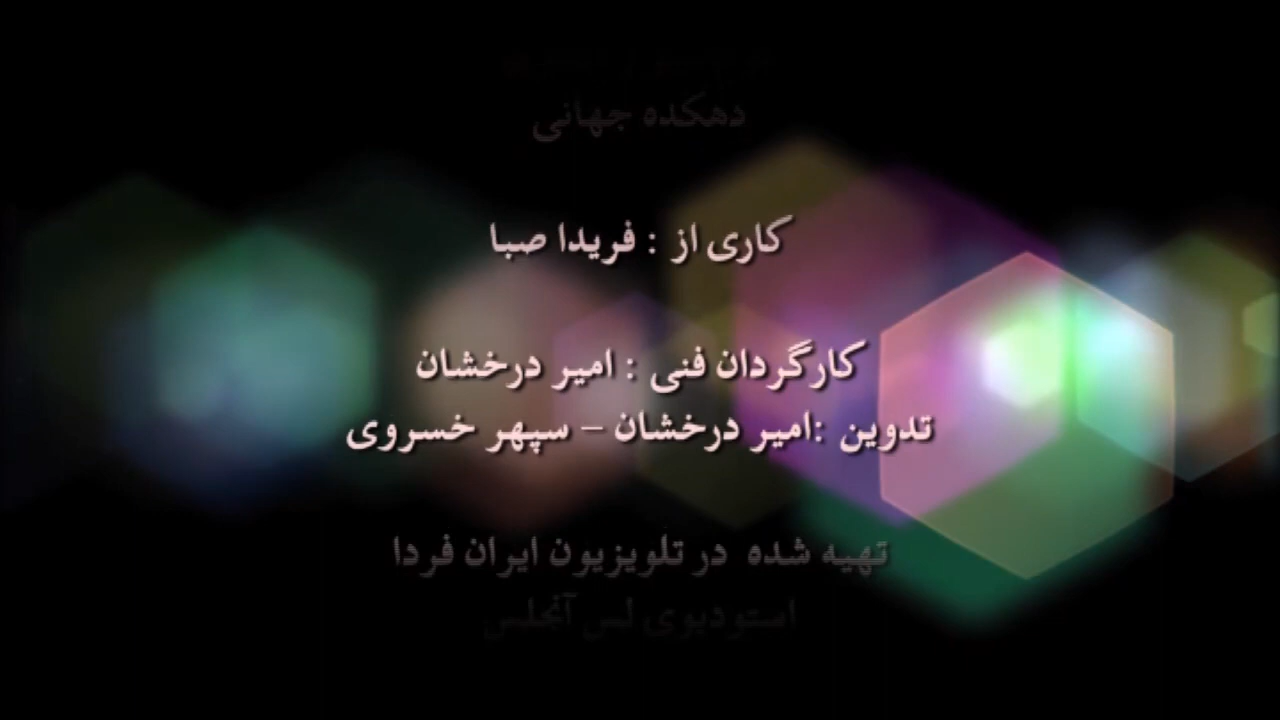 دهکده جهانی
کاری از : فریدا صبا
کارگردان فنی : امیر درخشان
تدوین :امیر درخشان – سپهر خسروی
تهیه شده در تلویزیون ایران فردا
استودیوی لس آنجلس